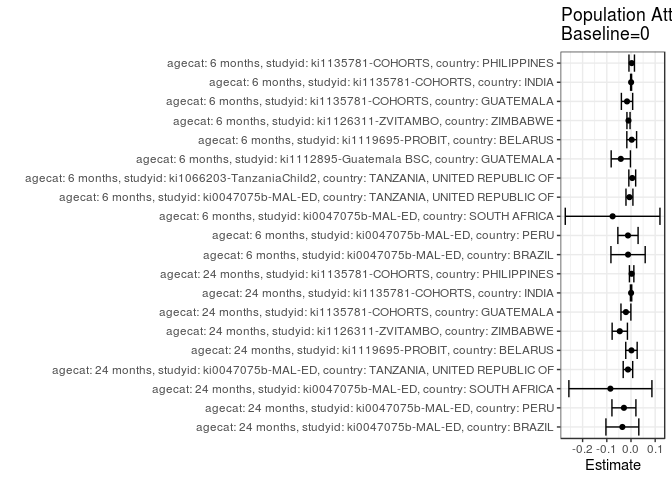 Population Att
Baseline=0
agecat: 6 months, studyid: ki1135781-COHORTS, country: PHILIPPINES
agecat: 6 months, studyid: ki1135781-COHORTS, country: INDIA
agecat: 6 months, studyid: ki1135781-COHORTS, country: GUATEMALA
agecat: 6 months, studyid: ki1126311-ZVITAMBO, country: ZIMBABWE
agecat: 6 months, studyid: ki1119695-PROBIT, country: BELARUS
agecat: 6 months, studyid: ki1112895-Guatemala BSC, country: GUATEMALA
agecat: 6 months, studyid: ki1066203-TanzaniaChild2, country: TANZANIA, UNITED REPUBLIC OF
agecat: 6 months, studyid: ki0047075b-MAL-ED, country: TANZANIA, UNITED REPUBLIC OF
agecat: 6 months, studyid: ki0047075b-MAL-ED, country: SOUTH AFRICA
agecat: 6 months, studyid: ki0047075b-MAL-ED, country: PERU
agecat: 6 months, studyid: ki0047075b-MAL-ED, country: BRAZIL
agecat: 24 months, studyid: ki1135781-COHORTS, country: PHILIPPINES
agecat: 24 months, studyid: ki1135781-COHORTS, country: INDIA
agecat: 24 months, studyid: ki1135781-COHORTS, country: GUATEMALA
agecat: 24 months, studyid: ki1126311-ZVITAMBO, country: ZIMBABWE
agecat: 24 months, studyid: ki1119695-PROBIT, country: BELARUS
agecat: 24 months, studyid: ki0047075b-MAL-ED, country: TANZANIA, UNITED REPUBLIC OF
agecat: 24 months, studyid: ki0047075b-MAL-ED, country: SOUTH AFRICA
agecat: 24 months, studyid: ki0047075b-MAL-ED, country: PERU
agecat: 24 months, studyid: ki0047075b-MAL-ED, country: BRAZIL
-0.2 -0.1 0.0 0.1
Estimate